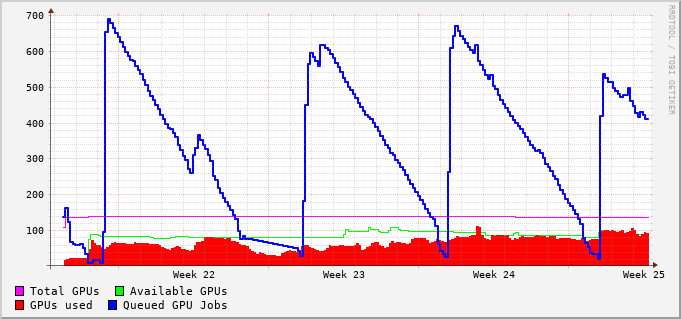 700
600
500
400
300
200
100
Week 22 Week 23 Week 24 Week 25
Total GPUs Available GPUs
GPUs used Queued GPU Jobs
RRDTOOL / TOBI OETIKER